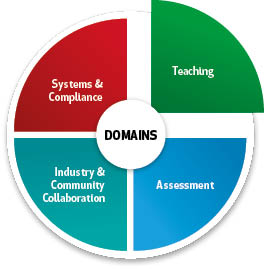 Systems &
Compliance
Teaching
DOMAINS
Industry &
Community
Collaboration
Assessment